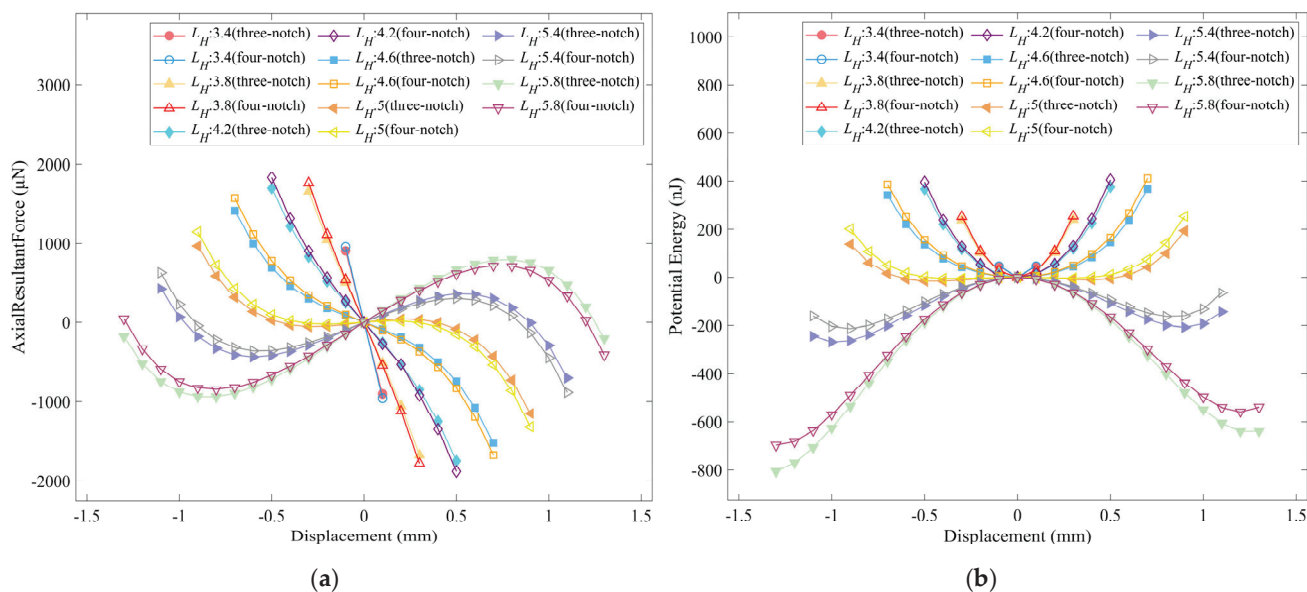 L_H:3.4(three-notch) L_H:4.2(four-notch) L_H:5.4(three-notch)
L_H:3.4(four-notch) L_H:4.6(three-notch) L_H:5.4(four-notch)
L_H:3.8(three-notch) L_H:4.6(four-notch) L_H:5.8(three-notch)
L_H:3.8(four-notch) L_H:5(three-notch) L_H:5.8(four-notch)
L_H:4.2(three-notch) L_H:5(four-notch)
3000
2000
1000
0
-1000
-2000
AxialResultantForce (μN)
-1.5 -1 -0.5 0 0.5 1 1.5
Displacement (mm)
(a)
L_H:3.4(three-notch) L_H:4.2(four-notch) L_H:5.4(three-notch)
L_H:3.4(four-notch) L_H:4.6(three-notch) L_H:5.4(four-notch)
L_H:3.8(three-notch) L_H:4.6(four-notch) L_H:5.8(three-notch)
L_H:3.8(four-notch) L_H:5(three-notch) L_H:5.8(four-notch)
L_H:4.2(three-notch) L_H:5(four-notch)
1000
800
600
400
200
0
-200
-400
-600
-800
Potential Energy (nJ)
-1.5 -1 -0.5 0 0.5 1 1.5
Displacement (mm)
(b)